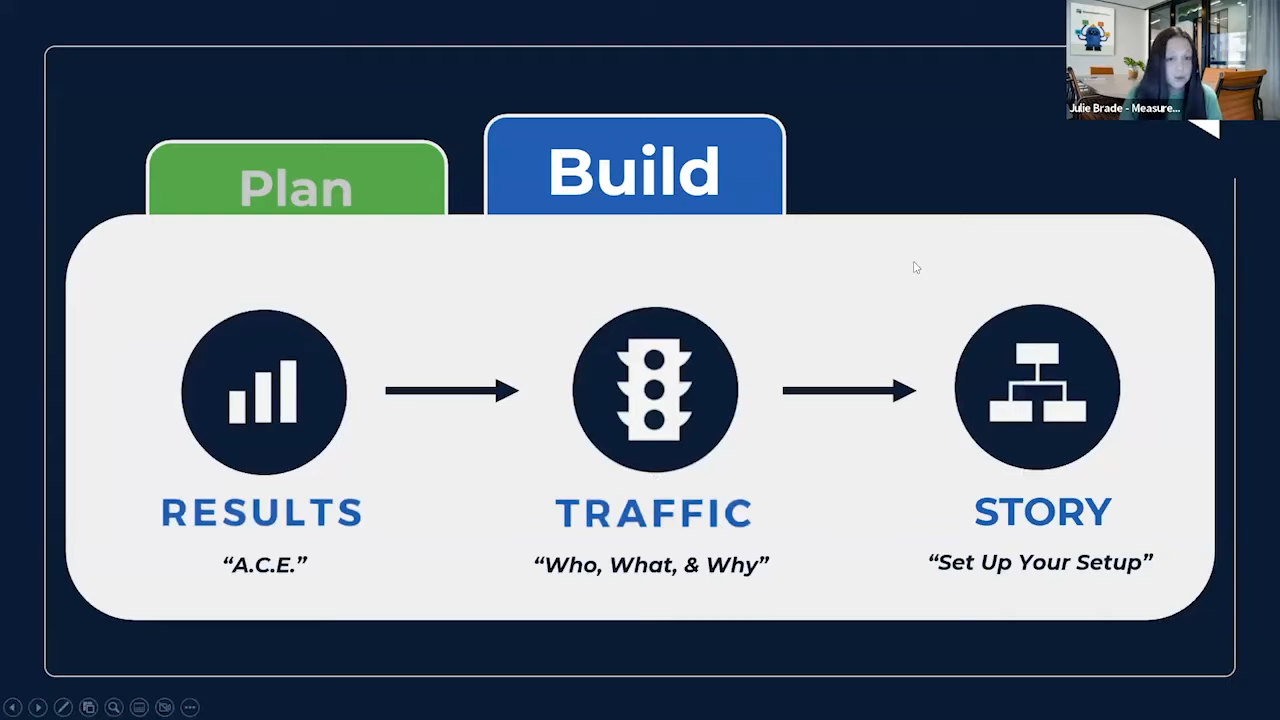 Julie Brade - Measure...
Plan
Build
RESULTS
TRAFFIC
STORY
“A.C.E.”
“Who, What, & Why”
“Set Up Your Setup”